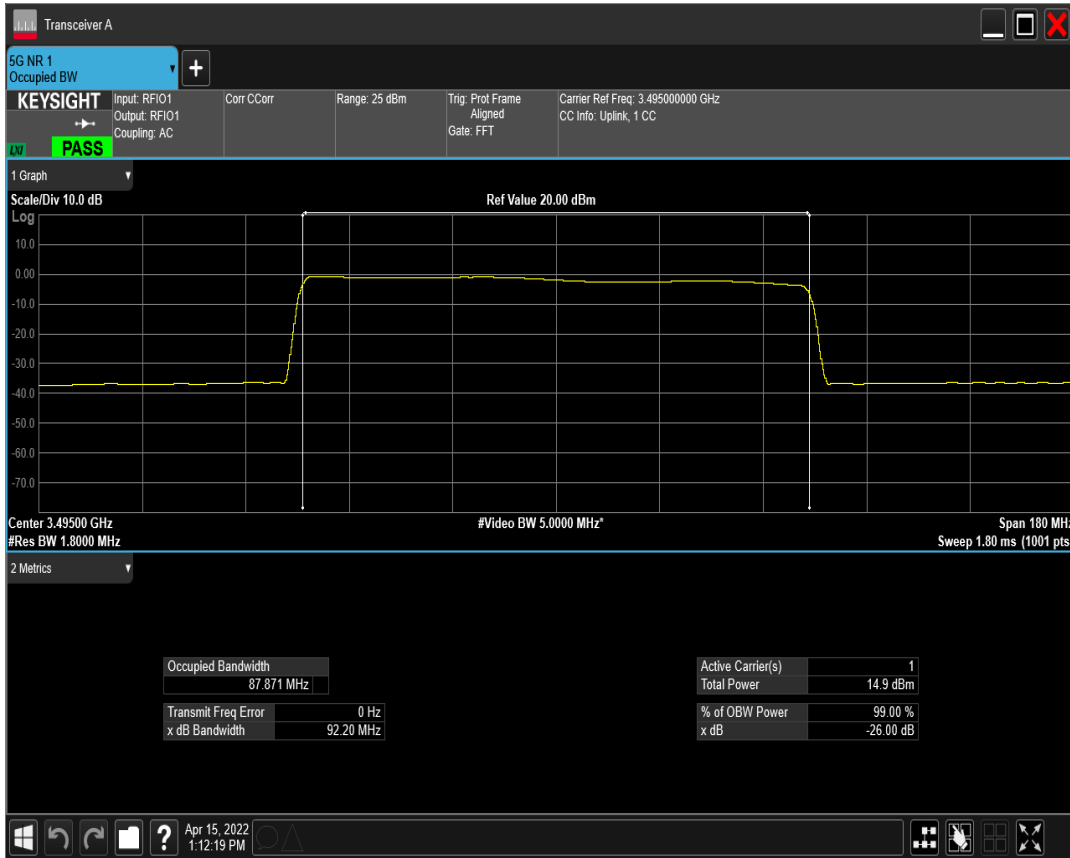 Transceiver A
5G NR 1
Occupied BW
+
KEYSIGHT
LXI
PASS
Input: RFIO1
Output: RFIO1
Coupling: AC
Corr CCorr
Range: 25 dBm
Trig: Prot Frame
Aligned
Gate: FFT
Carrier Ref Freq: 3.495000000 GHz
CC Info: Uplink, 1 CC
1 Graph
Scale/Div 10.0 dB
Ref Value 20.00 dBm
Log
10.0
0.00
-10.0
-20.0
-30.0
-40.0
-50.0
-60.0
-70.0
Center 3.49500 GHz
#Video BW 5.0000 MHz*
Span 180 MHz
#Res BW 1.8000 MHz
Sweep 1.80 ms (1001 pts
2 Metrics
Occupied Bandwidth
87.871 MHz
Transmit Freq Error 0 Hz
x dB Bandwidth 92.20 MHz
Active Carrier(s) 1
Total Power 14.9 dBm
% of OBW Power 99.00 %
x dB -26.00 dB
?
Apr 15, 2022
1:12:19 PM